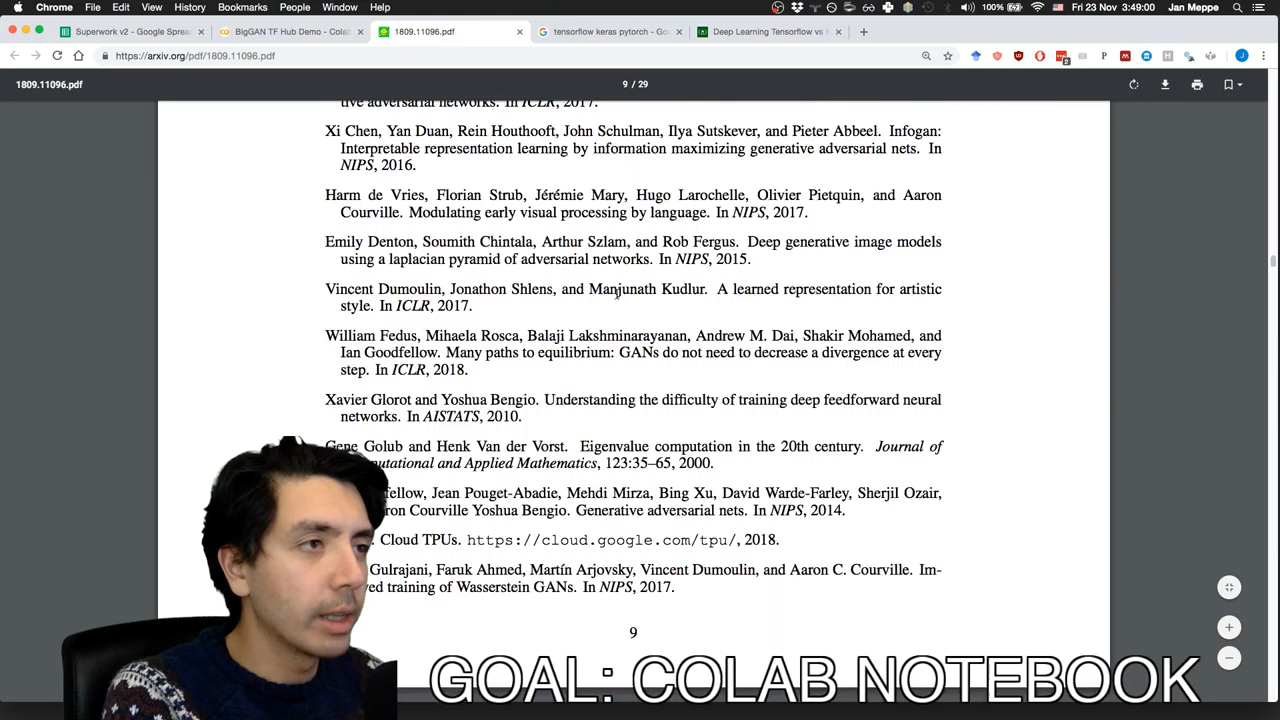 Chrome File Edit View History Bookmarks People Window Help
100% Fri 23 Nov 3:49:00 Jan Meppe
Superwork v2 - Google Sprea
BigGAN TF Hub Demo - Colab
1809.11096.pdf
tensorflow keras pytorch - Go
Deep Learning Tensorflow vs
https://arxiv.org/pdf/1809.11096.pdf
2
J
1809.11096.pdf
9 / 29
tive adversarial networks. In ICLR, 2017.
Xi Chen, Yan Duan, Rein Houthooft, John Schulman, Ilya Sutskever, and Pieter Abbeel. Infogan:
Interpretable representation learning by information maximizing generative adversarial nets. In
NIPS, 2016.
Harm de Vries, Florian Strub, Jérémie Mary, Hugo Larochelle, Olivier Pietquin, and Aaron
Courville. Modulating early visual processing by language. In NIPS, 2017.
Emily Denton, Soumith Chintala, Arthur Szlam, and Rob Fergus. Deep generative image models
using a laplacian pyramid of adversarial networks. In NIPS, 2015.
Vincent Dumoulin, Jonathon Shlens, and Manjunath Kudlur. A learned representation for artistic
style. In ICLR, 2017.
William Fedus, Mihaela Rosca, Balaji Lakshminarayanan, Andrew M. Dai, Shakir Mohamed, and
Ian Goodfellow. Many paths to equilibrium: GANs do not need to decrease a divergence at every
step. In ICLR, 2018.
Xavier Glorot and Yoshua Bengio. Understanding the difficulty of training deep feedforward neural
networks. In AISTATS, 2010.
Gene Golub and Henk Van der Vorst. Eigenvalue computation in the 20th century. Journal of
putational and Applied Mathematics, 123:35–65, 2000.
fellow, Jean Pouget-Abadie, Mehdi Mirza, Bing Xu, David Warde-Farley, Sherjil Ozair,
ron Courville Yoshua Bengio. Generative adversarial nets. In NIPS, 2014.
Cloud TPUs. https://cloud.google.com/tpu/, 2018.
Gulrajani, Faruk Ahmed, Martín Arjovsky, Vincent Dumoulin, and Aaron C. Courville. Im-
ved training of Wasserstein GANs. In NIPS, 2017.
9
GOAL: COLAB NOTEBOOK